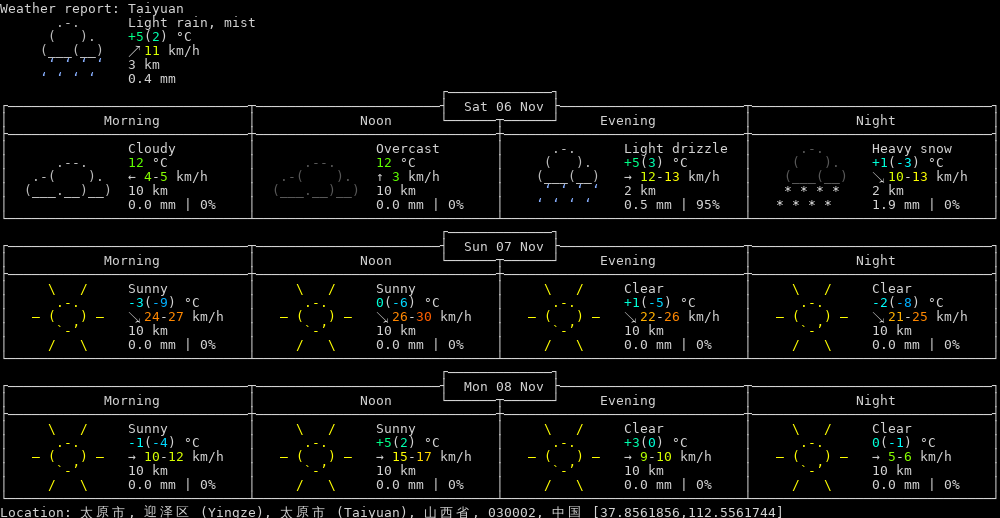 Weather report: Taiyuan
Light rain, mist
+5(2) °C
↗ 11 km/h
3 km
0.4 mm
Sat 06 Nov
Morning Noon Evening Night
Cloudy Overcast Light drizzle Heavy snow
12 °C 12 °C +5(3) °C +1(-3) °C
← 4-5 km/h ↑ 3 km/h → 12-13 km/h ↘ 10-13 km/h
10 km 10 km 2 km 2 km
0.0 mm | 0% 0.0 mm | 0% 0.5 mm | 95% 1.9 mm | 0%
Sun 07 Nov
Morning Noon Evening Night
Sunny Sunny Clear Clear
-3(-9) °C 0(-6) °C +1(-5) °C -2(-8) °C
↘ 24-27 km/h ↘ 26-30 km/h ↘ 22-26 km/h ↘ 21-25 km/h
10 km 10 km 10 km 10 km
0.0 mm | 0% 0.0 mm | 0% 0.0 mm | 0% 0.0 mm | 0%
Mon 08 Nov
Morning Noon Evening Night
Sunny Sunny Clear Clear
-1(-4) °C +5(2) °C +3(0) °C 0(-1) °C
→ 10-12 km/h → 15-17 km/h → 9-10 km/h → 5-6 km/h
10 km 10 km 10 km 10 km
0.0 mm | 0% 0.0 mm | 0% 0.0 mm | 0% 0.0 mm | 0%
Location: 太原市, 迎泽区 (Yingze), 太原市 (Taiyuan), 山西省, 030002, 中国 [37.8561856,112.5561744]